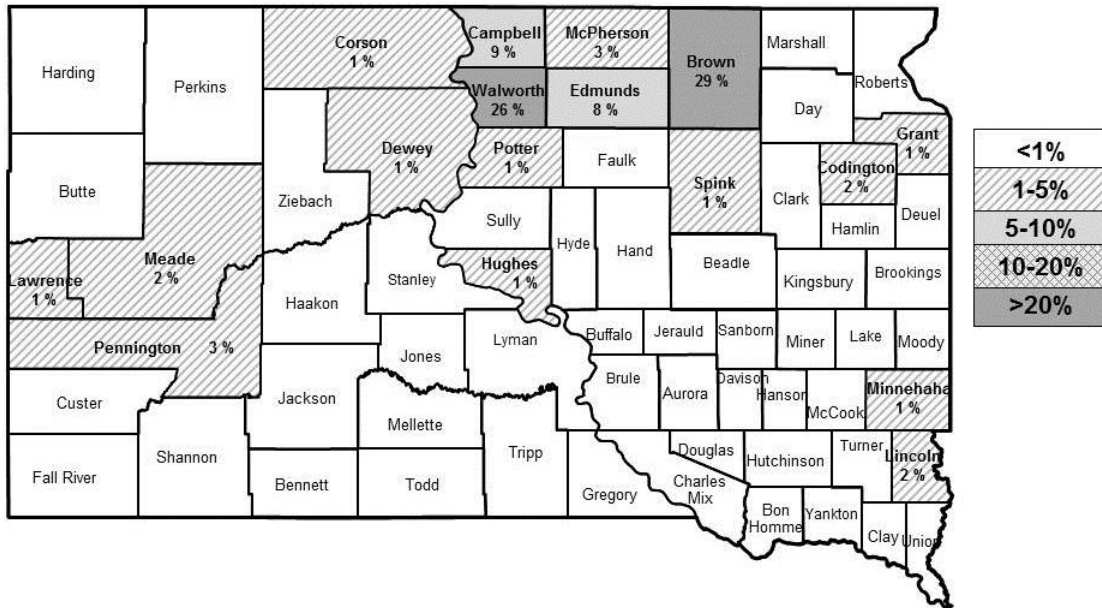 Harding
Perkins
Corson
1 %
Campbell
9 %
McPherson
3 %
Brown
29 %
Marshall
Roberts
Walworth
26 %
Edmunds
8 %
Day
Butte
Ziebach
Dewey
1 %
Potter
1 %
Faulk
Spink
1 %
Clark
Codington
2 %
Grant
1 %
Deuel
Hamlin
Lawrence
1 %
Meade
2 %
Sully
Stanley
Hughes
1 %
Hyde
Hand
Beadle
Kingsbury
Brookings
Haakon
Pennington 3 %
Jones
Lyman
Buffalo
Jerauld
Sanborn
Miner
Lake
Moody
Custer
Jackson
Mellette
Brule
Aurora
Davison
Hanson
McCook
Minnehaha
1 %
Fall River
Shannon
Bennett
Todd
Tripp
Gregory
Charles
Mix
Douglas
Hutchinson
Turner
Lincoln
2 %
Bon
Homme
Yankton
Clay
Union
<1%
1-5%
5-10%
10-20%
>20%